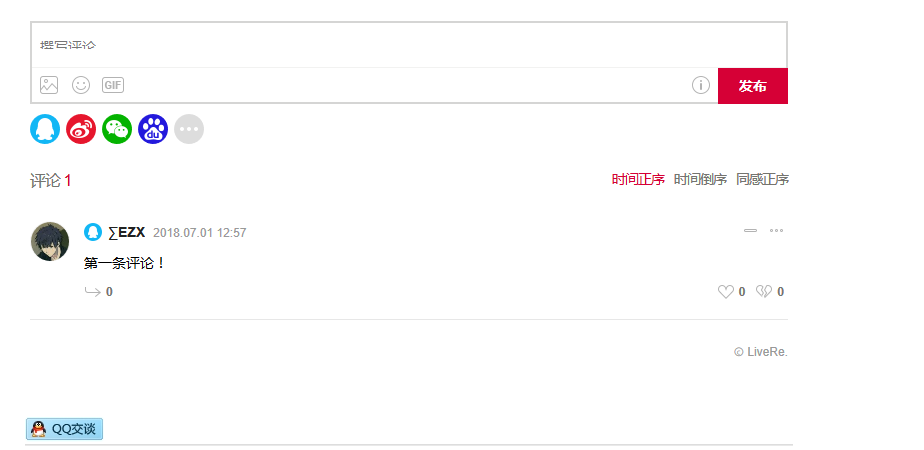 撰写评论
GIF
发布
du
评论 1
时间正序 时间倒序 同感正序
∑EZX 2018.07.01 12:57
第一条评论！
0
0 0
© LiveRe.
QQ交谈